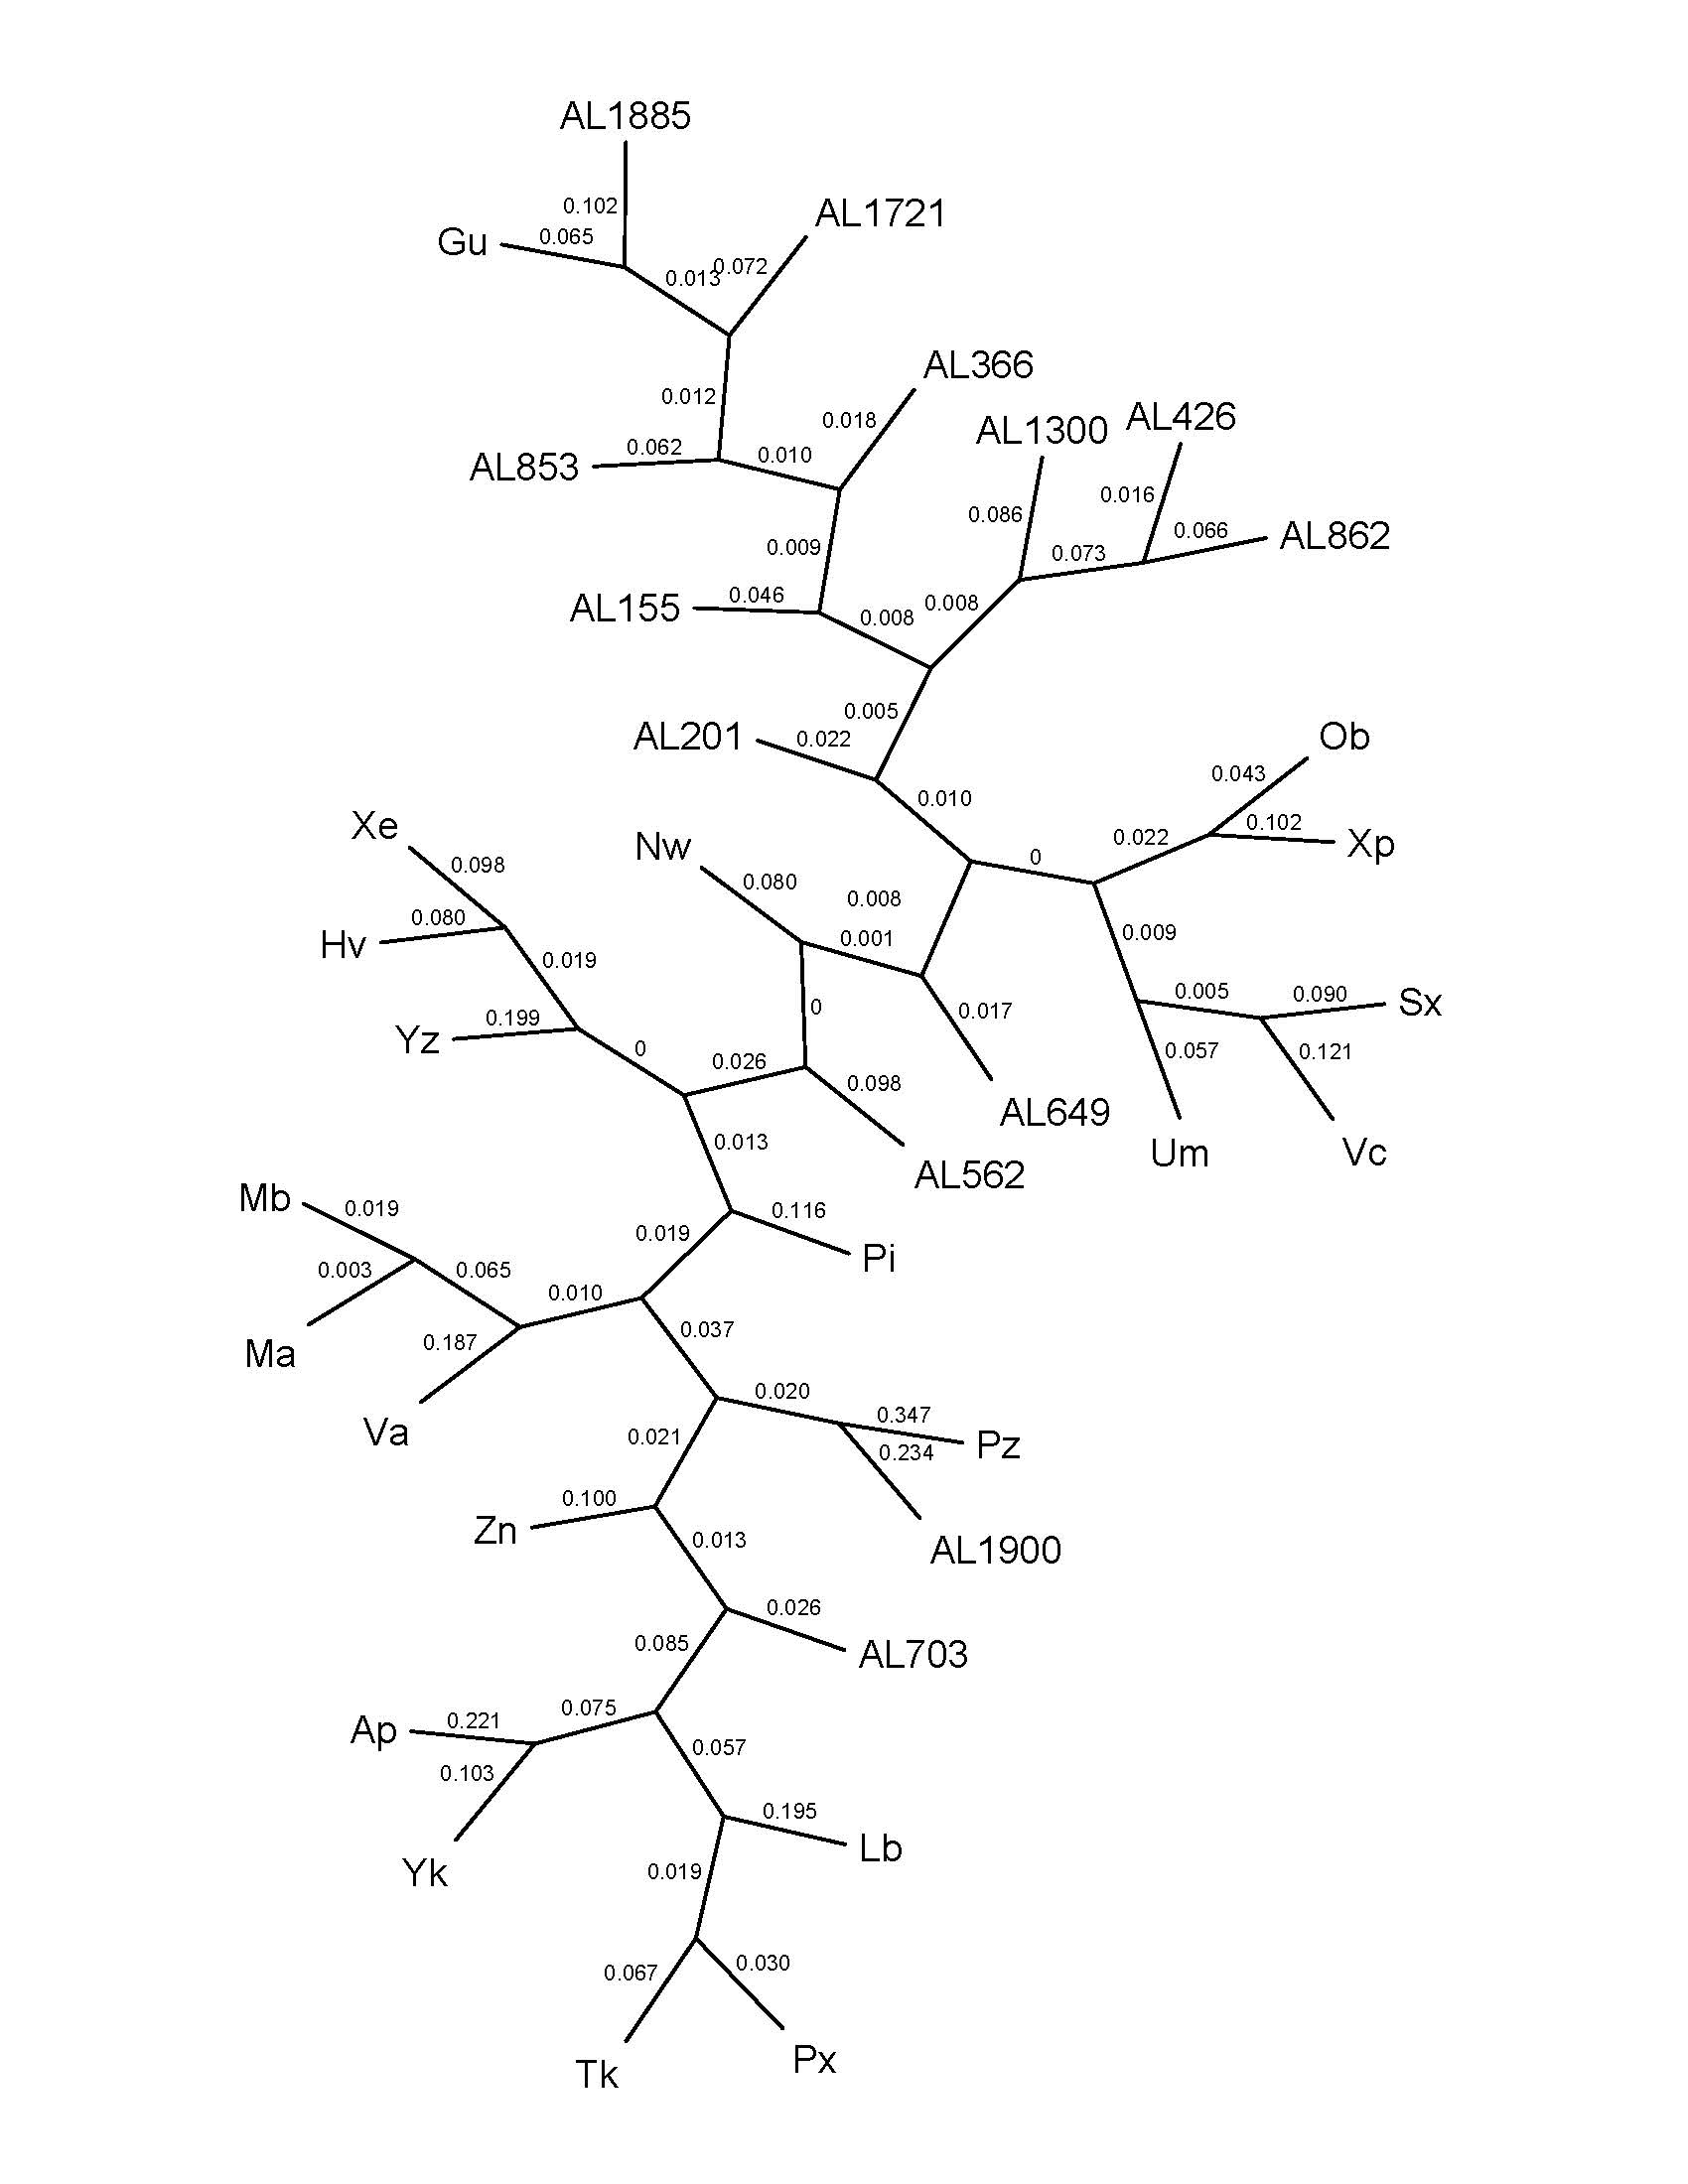 AL1885
0.102
AL1721
0.065
Gu
0.072
0.013
AL366
0.012
AL426
0.018
AL1300
0.062
0.010
AL853
0.016
0.086
0.066
AL862
0.009
0.073
0.046
0.008
AL155
0.008
0.005
AL201
0.022
Ob
0.043
0.010
0.102
Xe
0.022
Xp
Nw
0
0.098
0.080
0.008
0.080
0.001
0.009
Hv
0.019
0.005
0.090
Sx
0
0.017
0.199
Yz
0
0.057
0.121
0.026
0.098
AL649
0.013
Um
Vc
AL562
Mb
0.019
0.116
0.019
Pi
0.003
0.065
0.010
0.037
0.187
Ma
0.020
0.347
Va
0.021
Pz
0.234
0.100
Zn
0.013
AL1900
0.026
0.085
AL703
0.075
0.221
Ap
0.057
0.103
0.195
Lb
Yk
0.019
0.030
0.067
Px
Tk